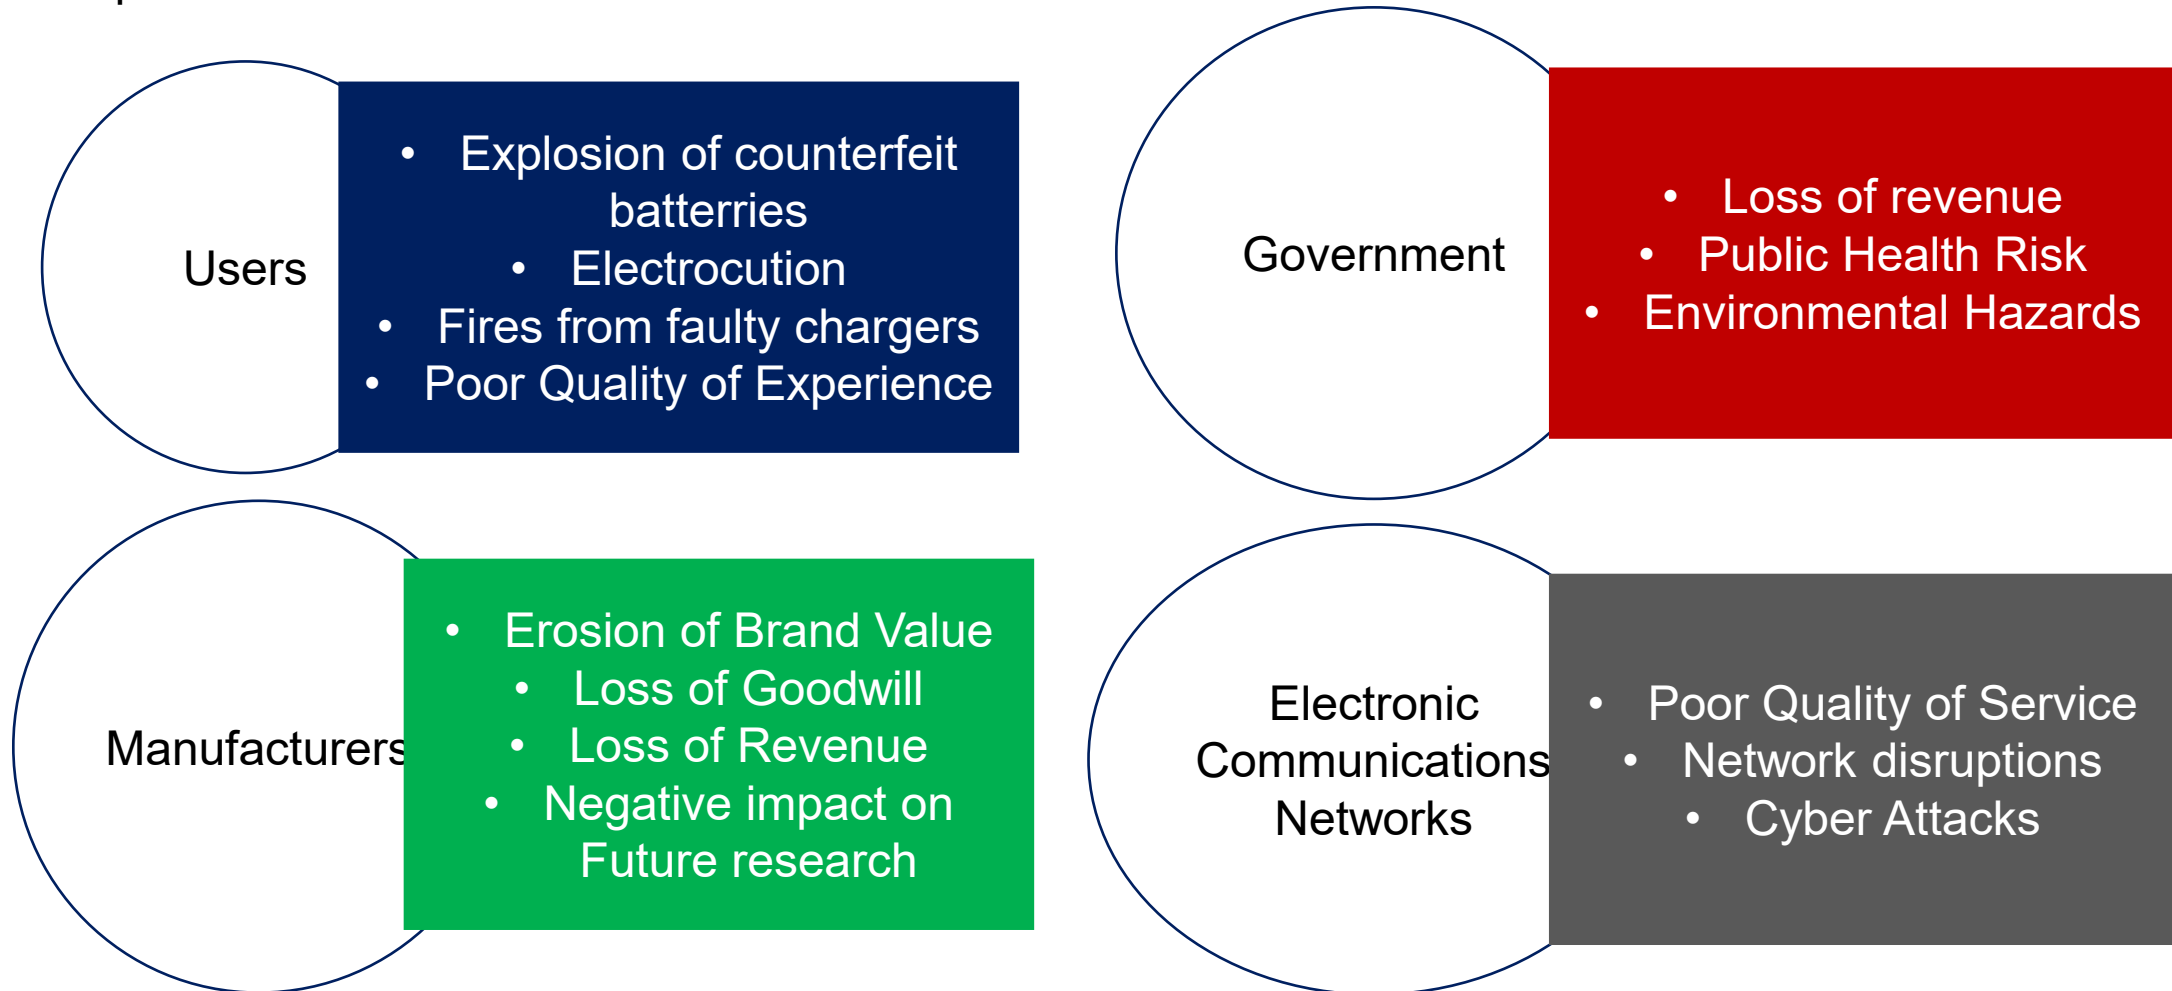 Users
• Explosion of counterfeit
batterries
• Electrocution
• Fires from faulty chargers
• Poor Quality of Experience
Government
• Loss of revenue
• Public Health Risk
• Environmental Hazards
Manufacturers
• Erosion of Brand Value
• Loss of Goodwill
• Loss of Revenue
• Negative impact on
Future research
Electronic
Communications
Networks
• Poor Quality of Service
• Network disruptions
• Cyber Attacks